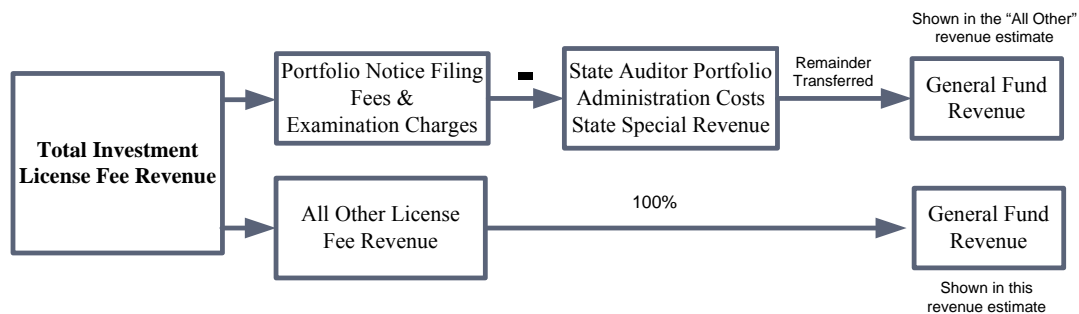 Shown in the “All Other”
revenue estimate
Portfolio Notice Filing
Fees &
Examination Charges
-
State Auditor Portfolio
Administration Costs
State Special Revenue
Remainder
Transferred
General Fund
Revenue
Total Investment
License Fee Revenue
All Other License
Fee Revenue
100%
General Fund
Revenue
Shown in this
revenue estimate